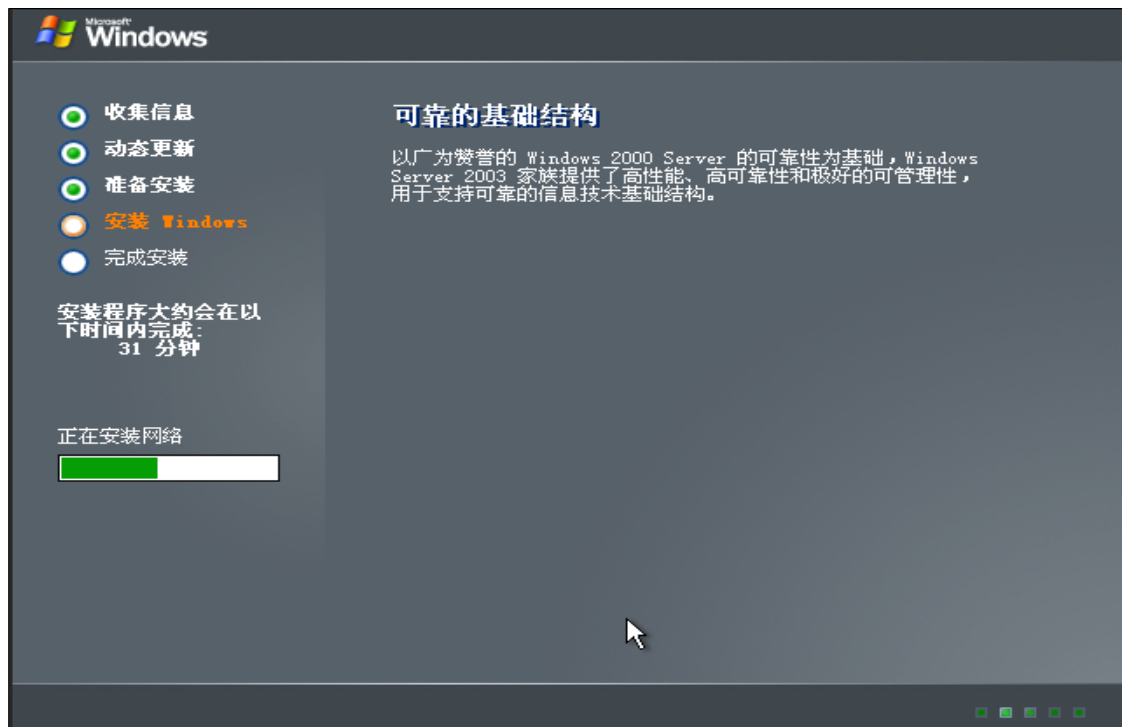 Microsoft
Windows
收集信息
动态更新
准备安装
安装 Windows
完成安装
安装程序大约会在以
下时间内完成:
31 分钟
正在安装网络
可靠的基础结构
以广为赞誉的 Windows 2000 Server 的可靠性为基础，Windows
Server 2003 家族提供了高性能、高可靠性和极好的可管理性，
用于支持可靠的信息技术基础结构。